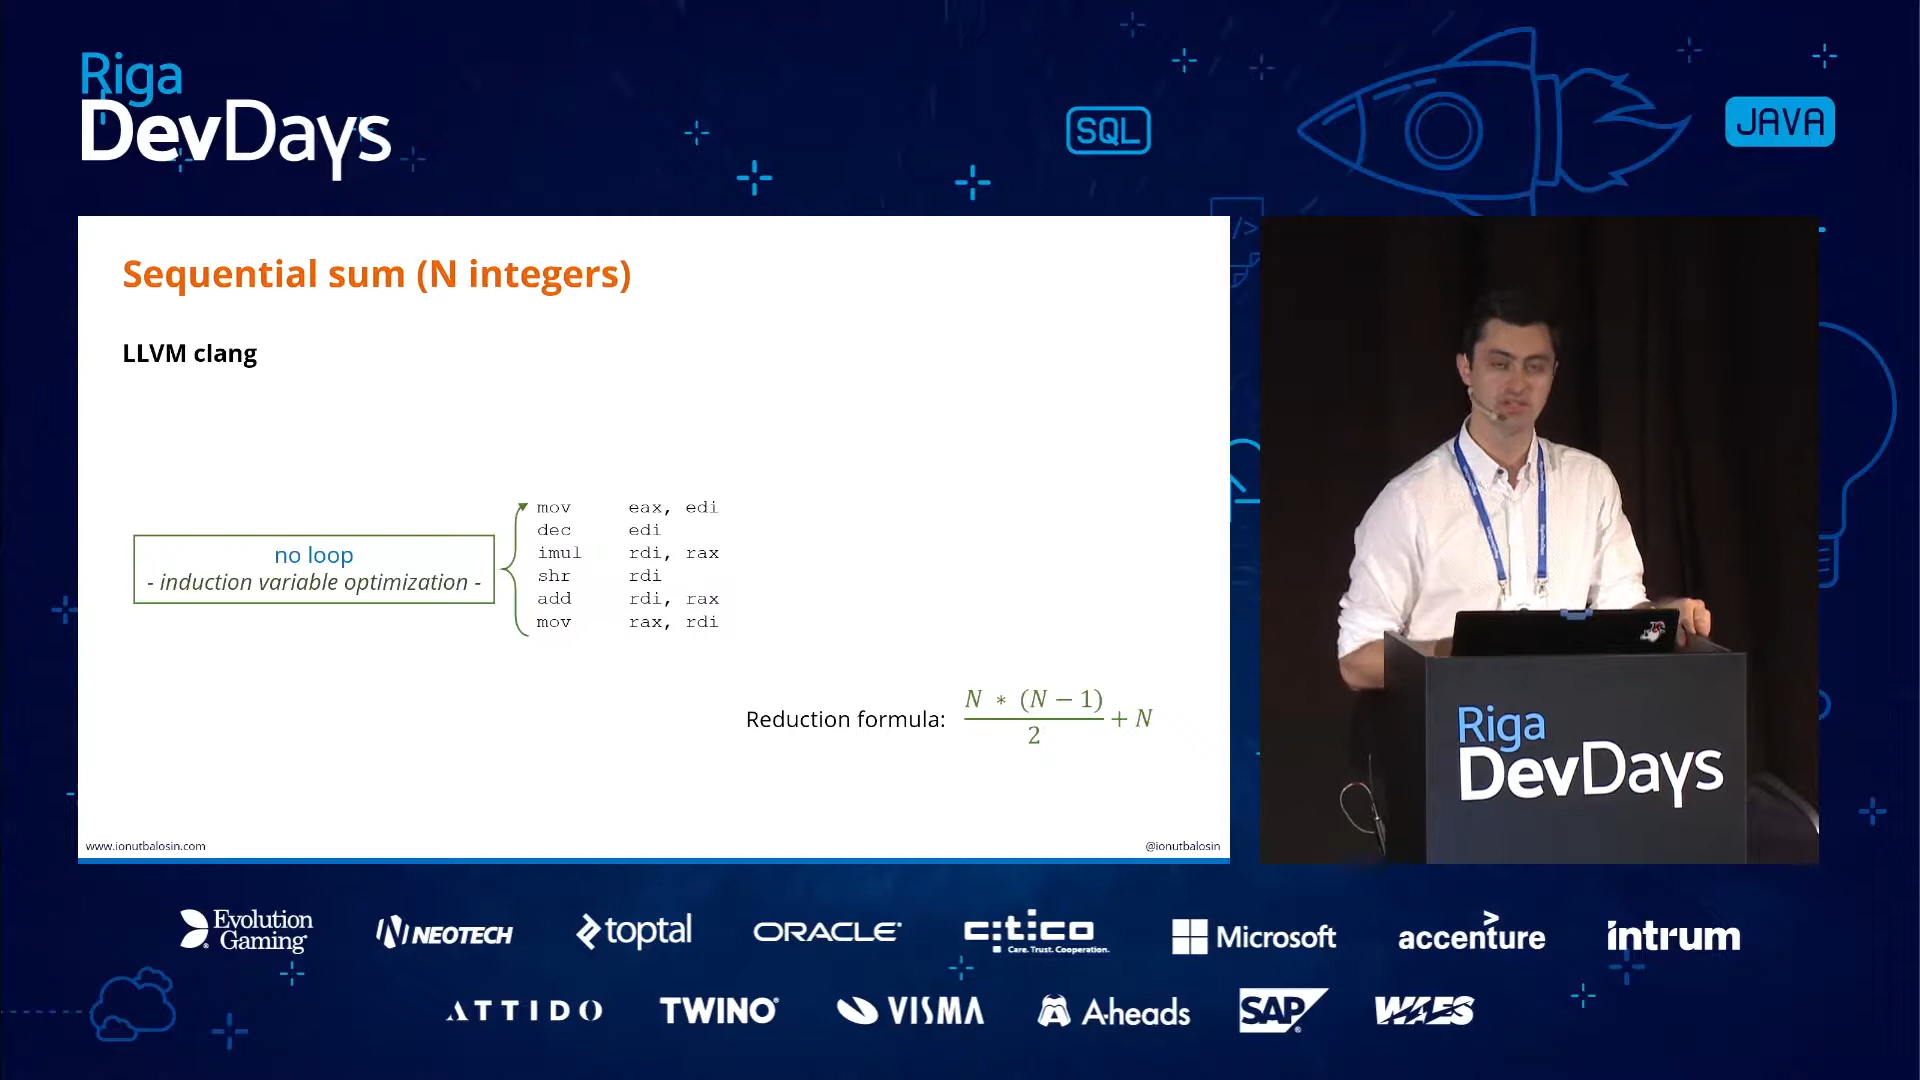 Riga
DevDays
SQL
JAVA
</>
Sequential sum (N integers)
LLVM clang
no loop
- induction variable optimization -
mov eax, edi
dec edi
imul rdi, rax
shr rdi
add rdi, rax
mov rax, rdi
Reduction formula: N * (N − 1) / 2 + N
www.ionutbalosin.com
@ionutbalosin
Riga
DevDays
Evolution Gaming
NEOTECH
toptal
ORACLE
citico
Care. Trust. Cooperation.
Microsoft
accenture
intrum
ATTIDO
TWINO
VISMA
A-heads
SAP